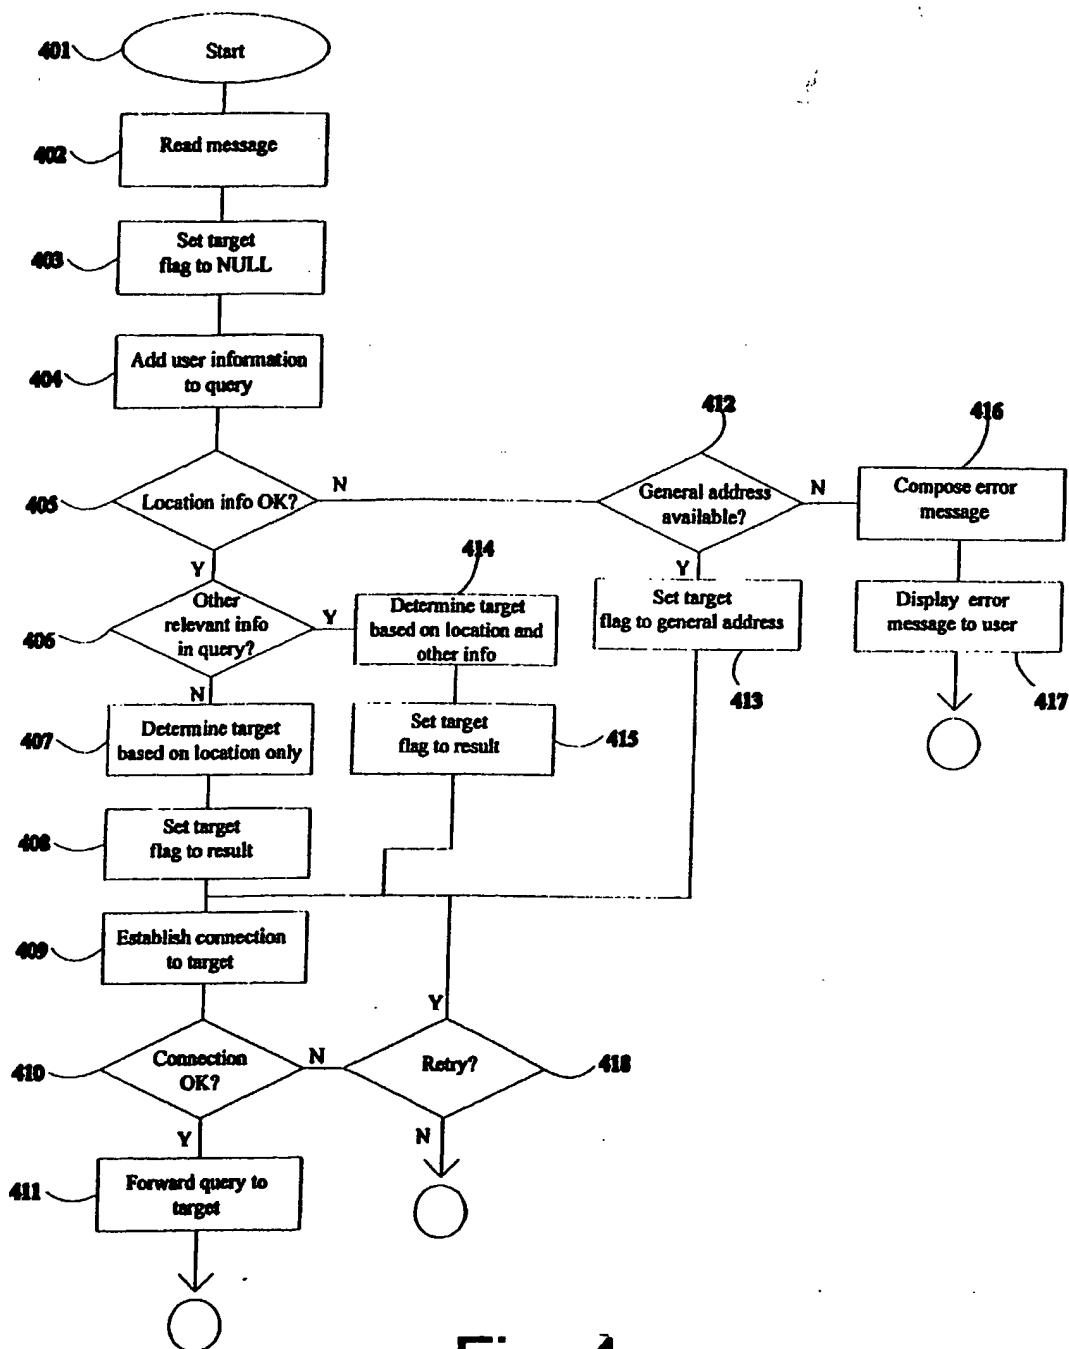 401
Start
402
Read message
403
Set target
flag to NULL
404
Add user information
to query
405
Location info OK?
N
412
General address
available?
N
416
Compose error
message
Y
414
Y
Display error
message to user
417
406
Other
relevant info
in query?
Y
Determine target
based on location and
other info
Set target
flag to general address
413
N
407
Determine target
based on location only
Set target
flag to result
415
408
Set target
flag to result
409
Establish connection
to target
Y
410
Connection
OK?
N
Retry?
418
Y
N
411
Forward query to
target